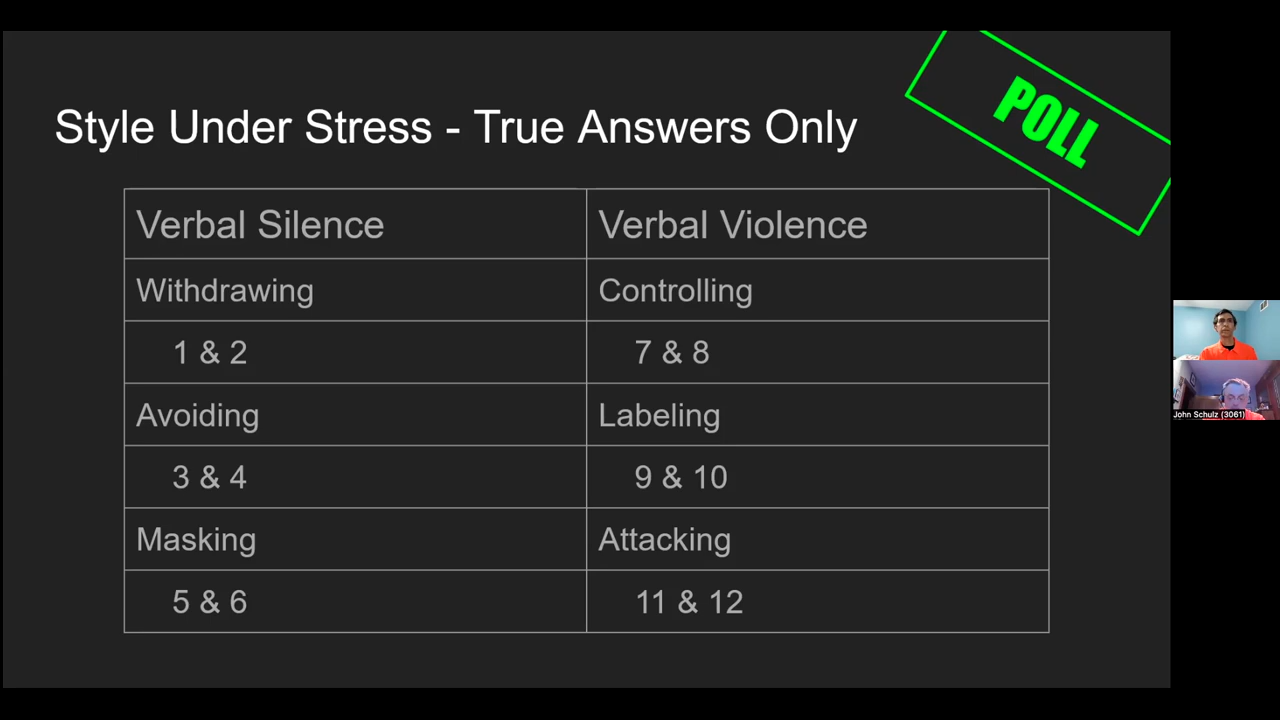 POLL
Style Under Stress - True Answers Only
Verbal Silence Verbal Violence
Withdrawing Controlling
1 & 2 7 & 8
Avoiding Labeling
3 & 4 9 & 10
Masking Attacking
5 & 6 11 & 12
John Schulz (3061)